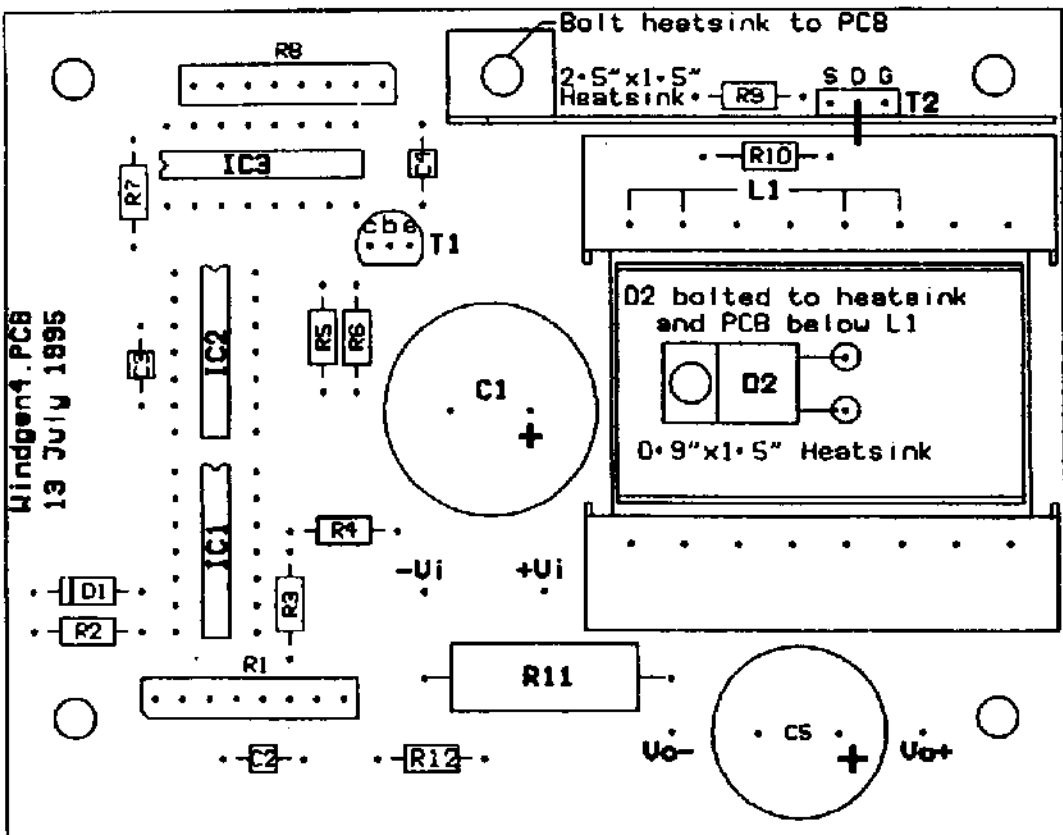 Bolt heatsink to PCB
R8
2.5"x1.5"
Heatsink
R9
S D G
T2
IC3
C4
R7
R10
L1
c b e
T1
D2 bolted to heatsink
and PCB below L1
Windgen4.PCB
13 July 1995
C3
IC2
R5
R6
C1
+
D2
0.9"x1.5" Heatsink
IC1
R4
-Vi
+Vi
D1
R2
R3
R1
R11
C2
R12
Vo-
C5
+
Vo+